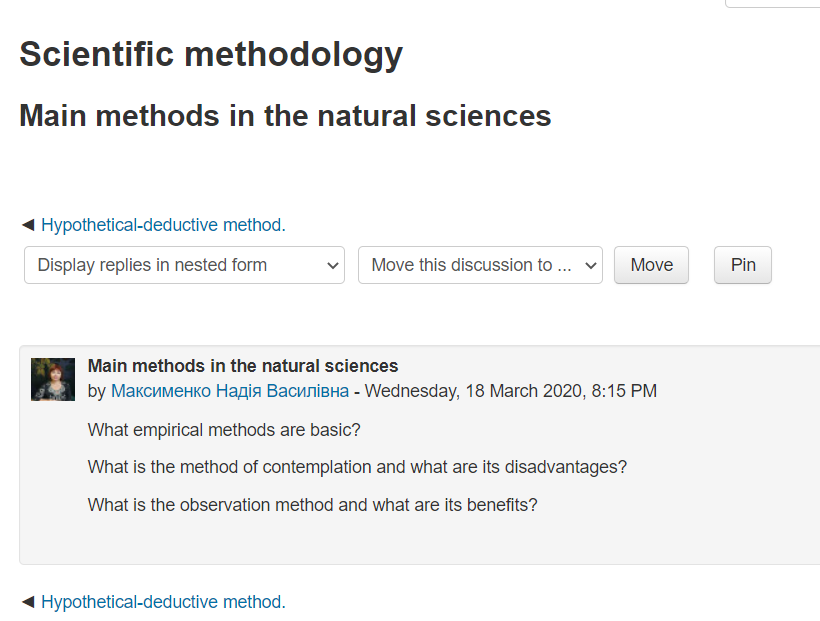 Scientific methodology
Main methods in the natural sciences
◄ Hypothetical-deductive method.
Display replies in nested form
Move this discussion to ...
Move
Pin
Main methods in the natural sciences
by Максименко Надія Василівна - Wednesday, 18 March 2020, 8:15 PM
What empirical methods are basic?
What is the method of contemplation and what are its disadvantages?
What is the observation method and what are its benefits?
◄ Hypothetical-deductive method.